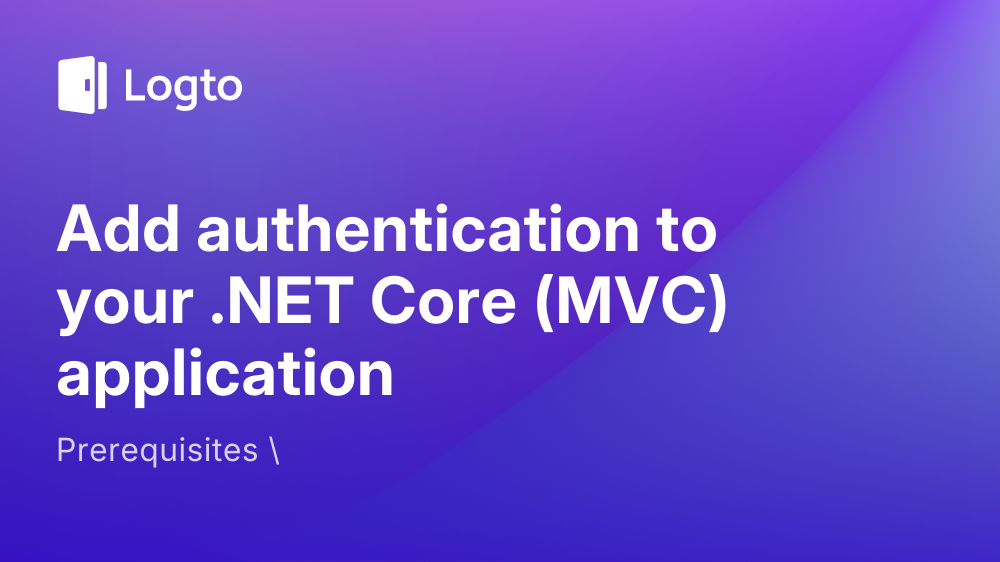 Logto
Add authentication to
your .NET Core (MVC)
application
Prerequisites \